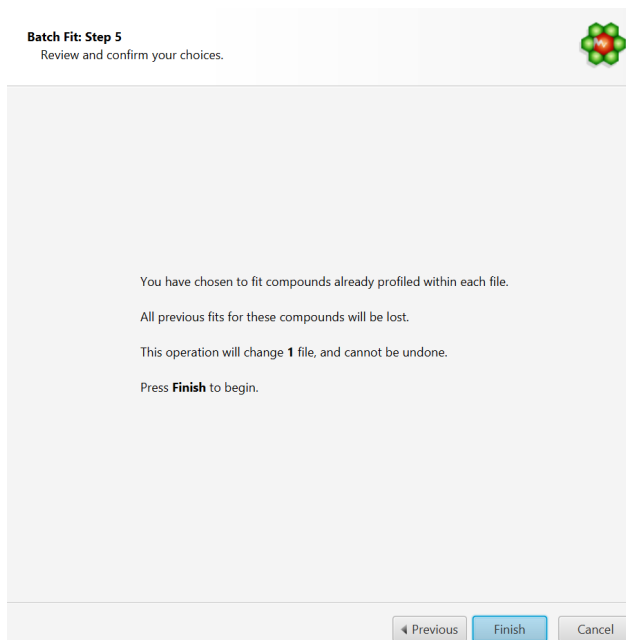 Batch Fit: Step 5
Review and confirm your choices.
You have chosen to fit compounds already profiled within each file.
All previous fits for these compounds will be lost.
This operation will change 1 file, and cannot be undone.
Press Finish to begin.
Previous Finish Cancel